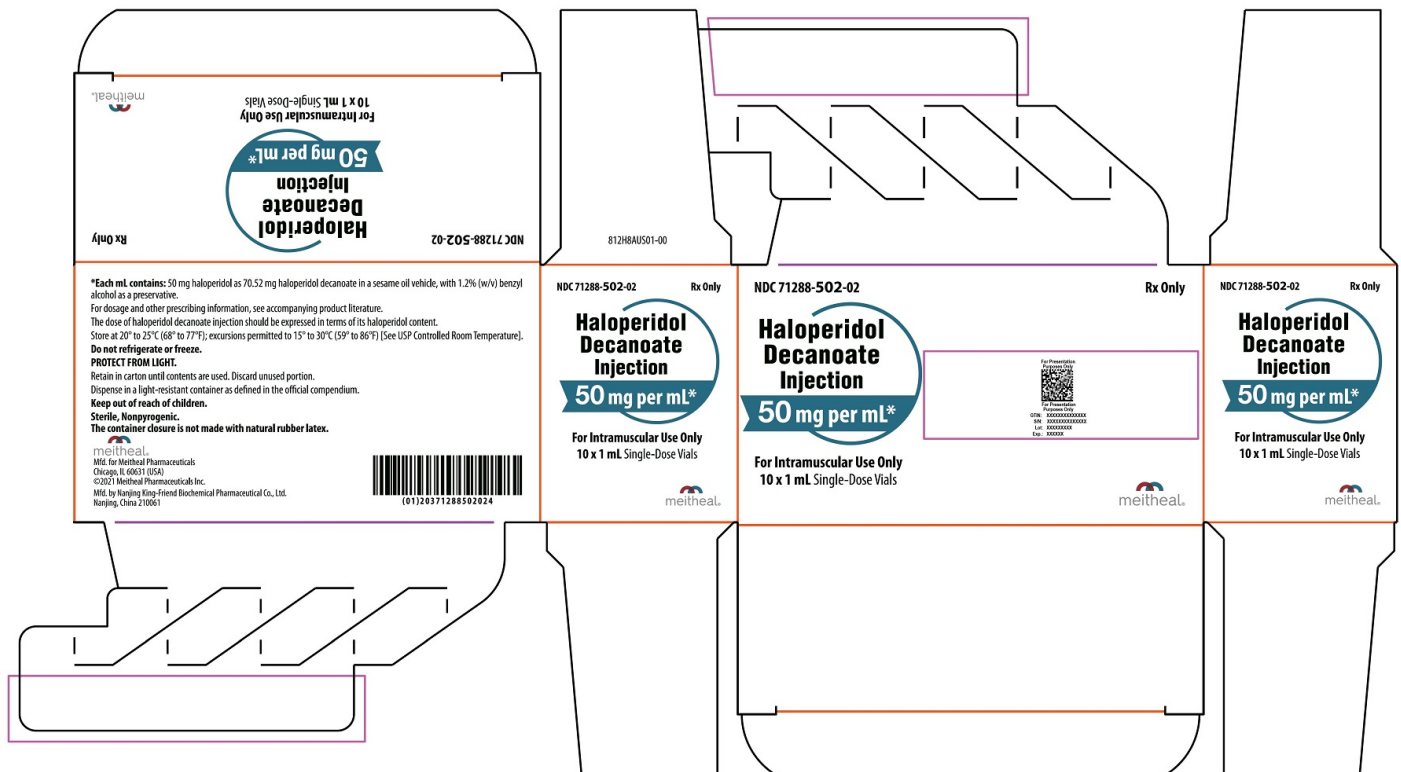 meitheal®
For Intramuscular Use Only
10 x 1 mL Single-Dose Vials
50 mg per mL*
Haloperidol
Decanoate
Injection
Rx Only
NDC 71288-502-02
*Each mL contains: 50 mg haloperidol as 70.52 mg haloperidol decanoate in a sesame oil vehicle, with 1.2% (w/v) benzyl
alcohol as a preservative.
For dosage and other prescribing information, see accompanying product literature.
The dose of haloperidol decanoate injection should be expressed in terms of its haloperidol content.
Store at 20° to 25°C (68° to 77°F); excursions permitted to 15° to 30°C (59° to 86°F) [See USP Controlled Room Temperature].
Do not refrigerate or freeze.
PROTECT FROM LIGHT.
Retain in carton until contents are used. Discard unused portion.
Dispense in a light-resistant container as defined in the official compendium.
Keep out of reach of children.
Sterile, Nonpyrogenic.
The container closure is not made with natural rubber latex.
meitheal®
Mfd. for Meitheal Pharmaceuticals
Chicago, IL 60631 (USA)
©2021 Meitheal Pharmaceuticals Inc.
Mfd. by Nanjing King-Friend Biochemical Pharmaceutical Co., Ltd.
Nanjing, China 210061
(01)20371288502024
812H8AUS01-00
NDC 71288-502-02 Rx Only
Haloperidol
Decanoate
Injection
50 mg per mL*
For Intramuscular Use Only
10 x 1 mL Single-Dose Vials
meitheal®
NDC 71288-502-02 Rx Only
Haloperidol
Decanoate
Injection
50 mg per mL*
For Intramuscular Use Only
10 x 1 mL Single-Dose Vials
For Presentation
Purposes Only
For Presentation
Purposes Only
GTIN: XXXXXXXXXXXXXX
S/N: XXXXXXXXXXXXXX
Lot: XXXXXXXXX
Exp.: XXXXXX
meitheal®
NDC 71288-502-02 Rx Only
Haloperidol
Decanoate
Injection
50 mg per mL*
For Intramuscular Use Only
10 x 1 mL Single-Dose Vials
meitheal®